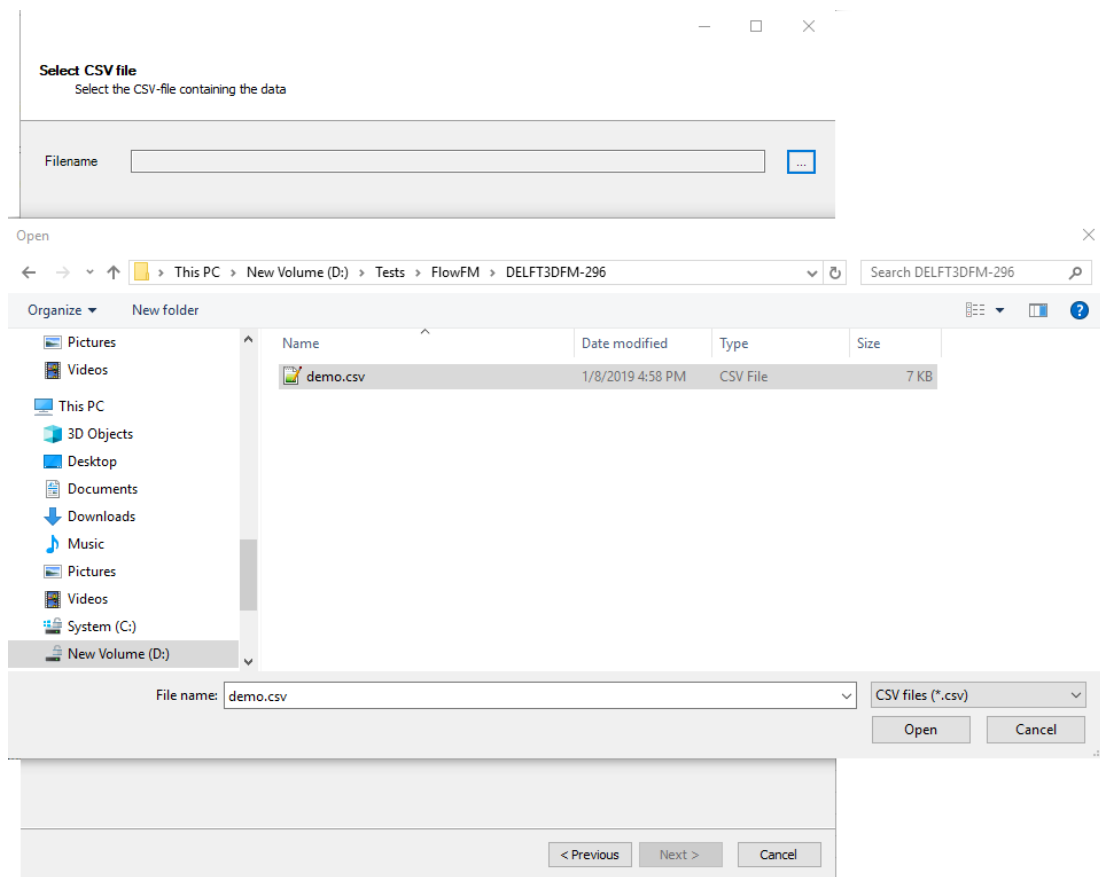 Select CSV file
Select the CSV-file containing the data
Filename
...
Open
This PC > New Volume (D:) > Tests > FlowFM > DELFT3DFM-296
Search DELFT3DFM-296
Organize
New folder
?
Name
Date modified
Type
Size
demo.csv
1/8/2019 4:58 PM
CSV File
7 KB
Pictures
Videos
This PC
3D Objects
Desktop
Documents
Downloads
Music
Pictures
Videos
System (C:)
New Volume (D:)
File name:
demo.csv
CSV files (*.csv)
Open
Cancel
< Previous
Next >
Cancel